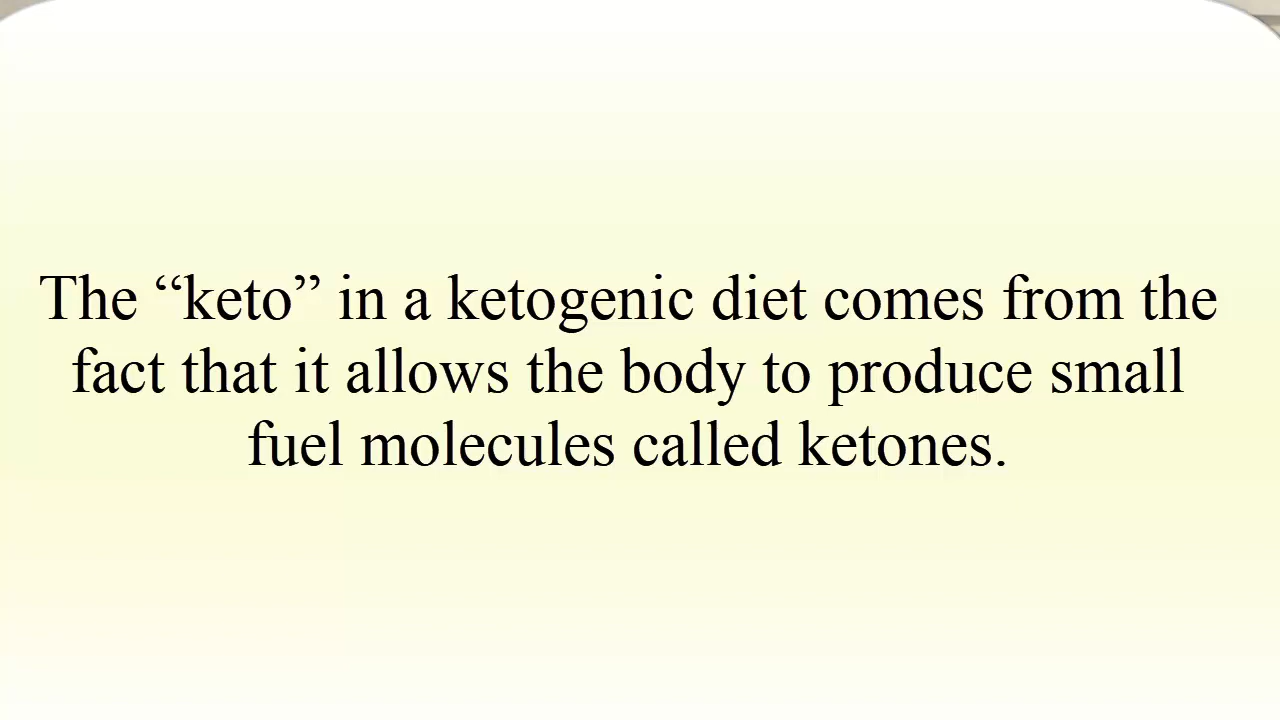 The “keto” in a ketogenic diet comes from the
fact that it allows the body to produce small
fuel molecules called ketones.